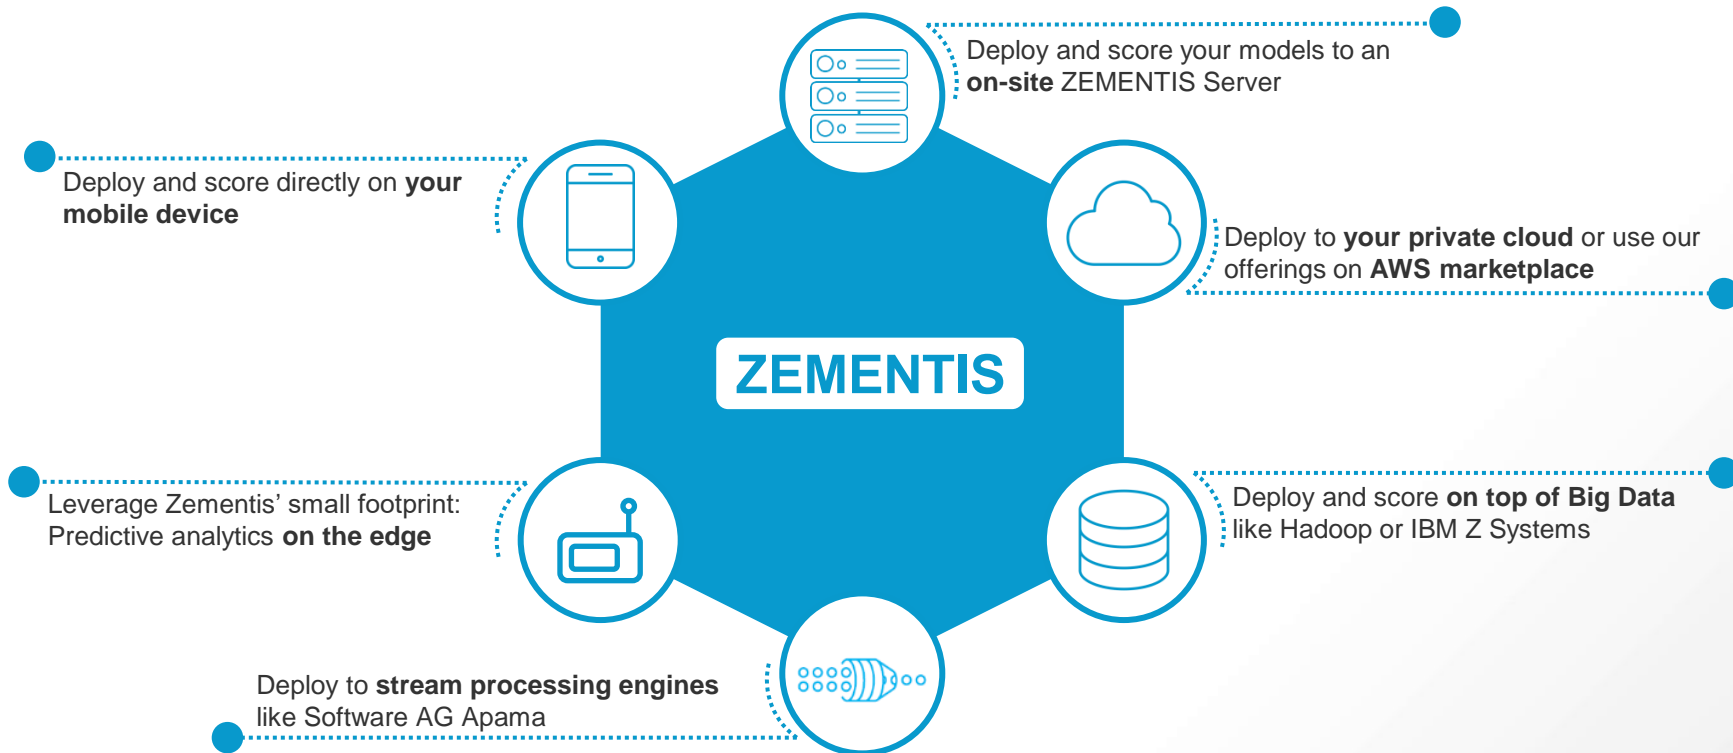 Deploy and score your models to an
on-site ZEMENTIS Server
Deploy and score directly on your
mobile device
Deploy to your private cloud or use our
offerings on AWS marketplace
ZEMENTIS
Leverage Zementis’ small footprint:
Predictive analytics on the edge
Deploy and score on top of Big Data
like Hadoop or IBM Z Systems
Deploy to stream processing engines
like Software AG Apama